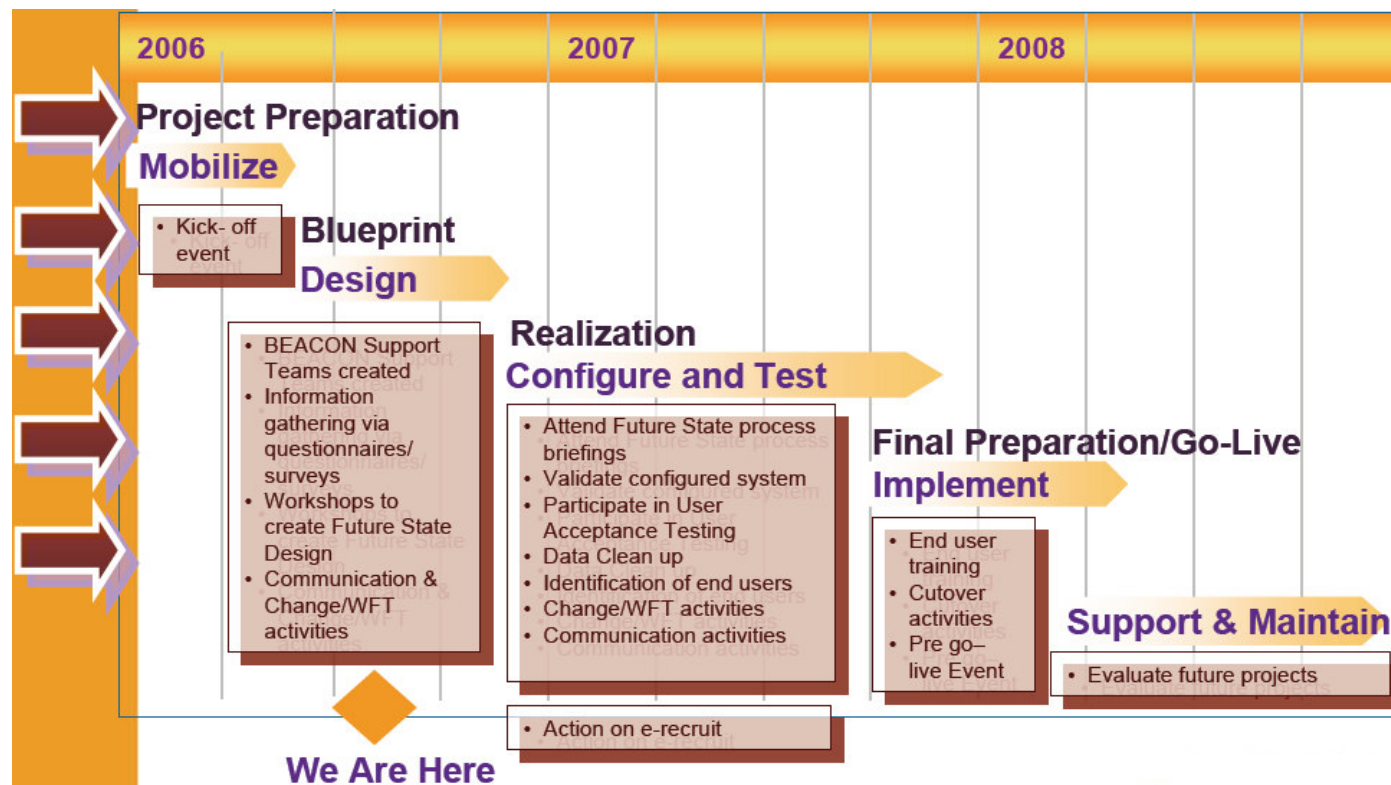 2006
2007
2008
Project Preparation
Mobilize
• Kick- off
event
Blueprint
Design
• BEACON Support
Teams created
• Information
gathering via
questionnaires/
surveys
• Workshops to
create Future State
Design
• Communication &
Change/WFT
activities
Realization
Configure and Test
• Attend Future State process
briefings
• Validate configured system
• Participate in User
Acceptance Testing
• Data Clean up
• Identification of end users
• Change/WFT activities
• Communication activities
• Action on e-recruit
Final Preparation/Go-Live
Implement
• End user
training
• Cutover
activities
• Pre go–
live Event
Support & Maintain
• Evaluate future projects
We Are Here